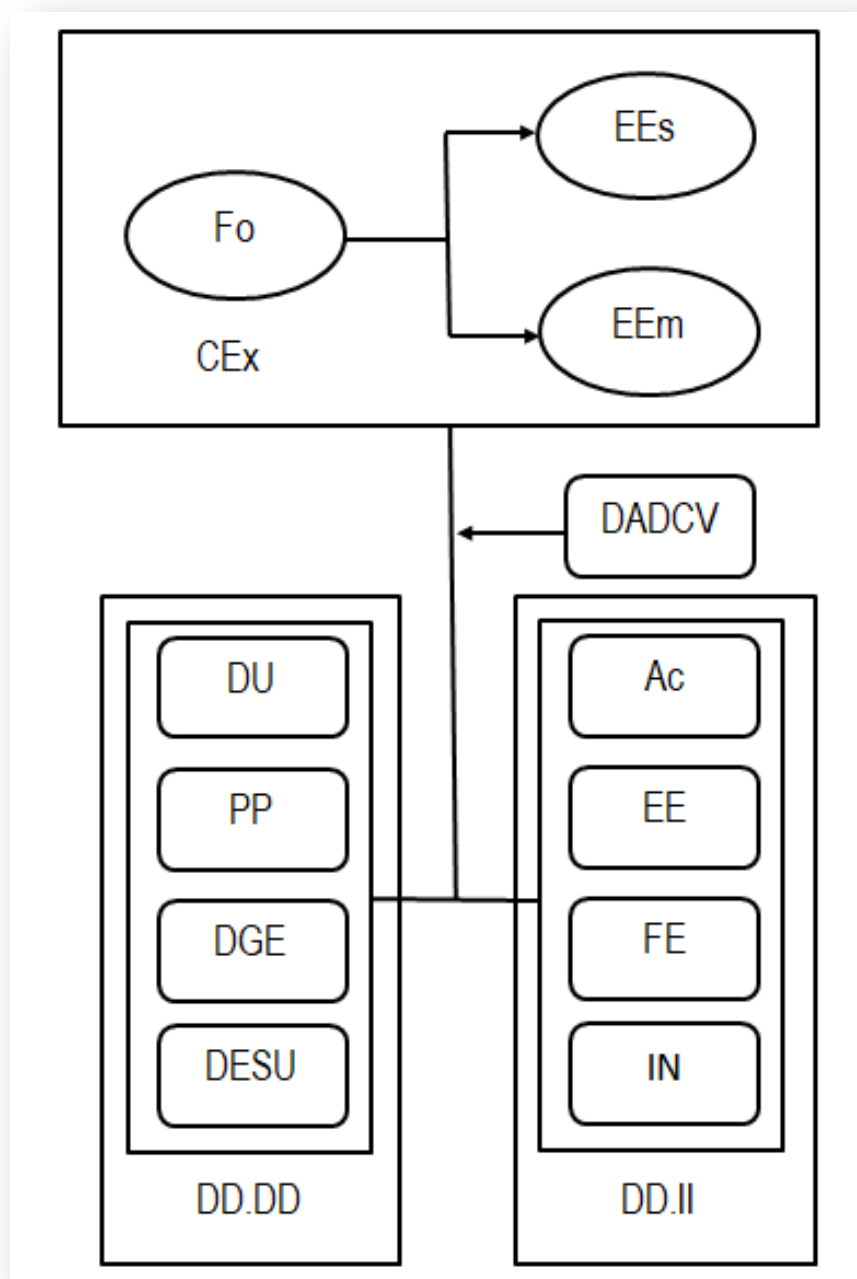 EEs
Fo
EEm
CEx
DADCV
DU
PP
DGE
DESU
DD.DD
Ac
EE
FE
IN
DD.II